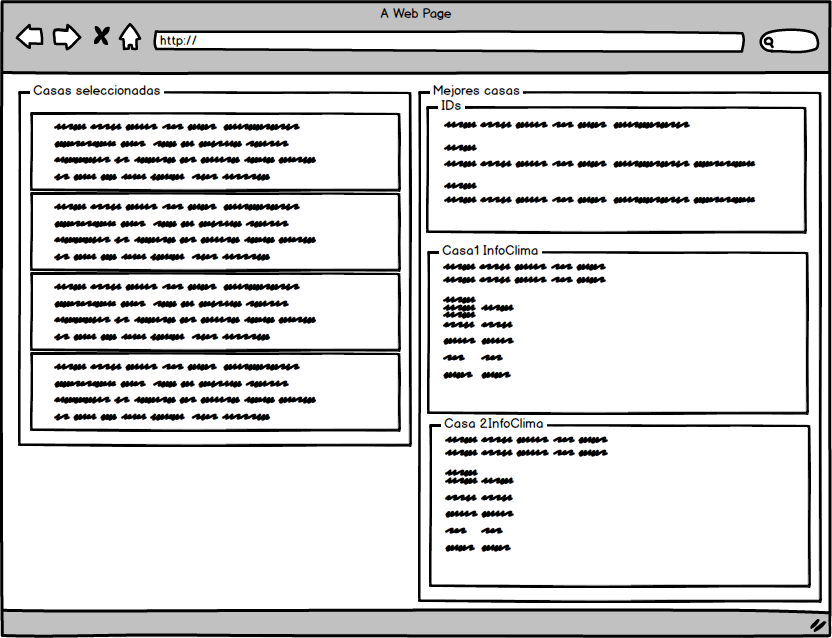 A Web Page
http://
Casas seleccionadas
Mejores casas
IDs
Casa1 InfoClima
Casa 2InfoClima